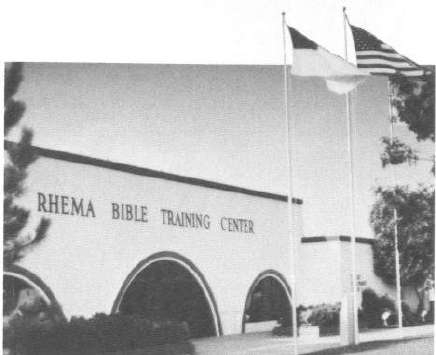 RHEMA BIBLE TRAINING CENTER